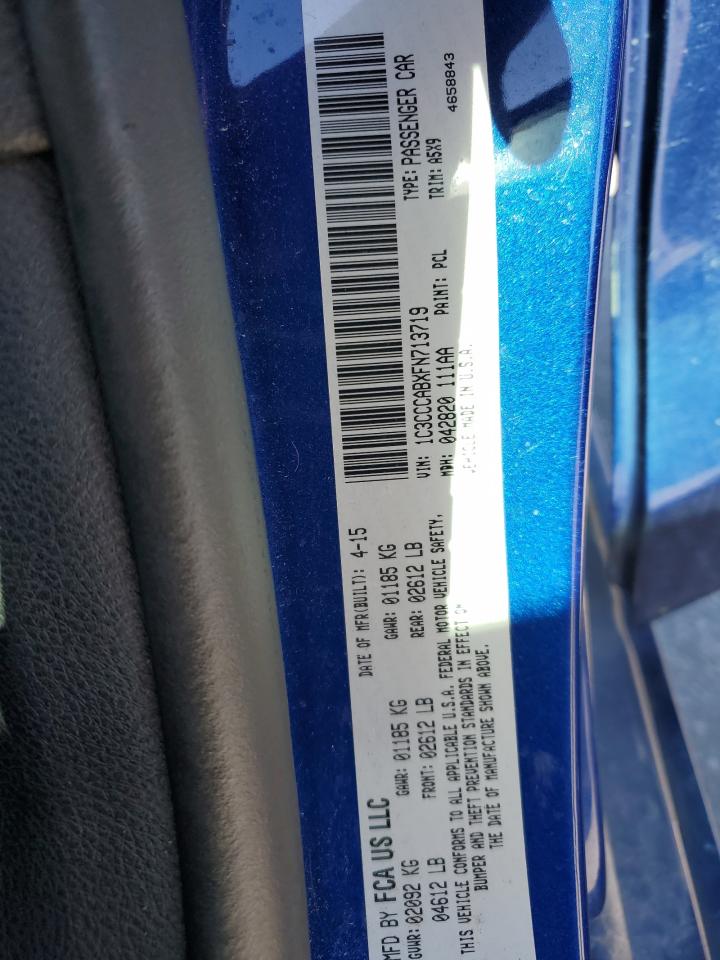 MFD BY FCA US LLC
DATE OF MFR(BUILT): 4-15
GVWR: 02092 KG
GAWR: 01185 KG
GAWR: 01185 KG
04612 LB
FRONT: 02612 LB
REAR: 02612 LB
THIS VEHICLE CONFORMS TO ALL APPLICABLE U.S.A. FEDERAL MOTOR VEHICLE SAFETY,
BUMPER AND THEFT PREVENTION STANDARDS IN EFFECT ON
THE DATE OF MANUFACTURE SHOWN ABOVE.
VIN: 1C3CCCABXFN713719
TYPE: PASSENGER CAR
MDH: 042820 111AA
PAINT: PCL
TRIM: A5X9
VEHICLE MADE IN U.S.A.
4658843